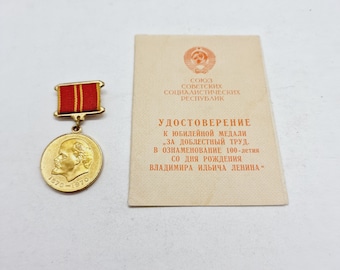 СОЮЗ
СОВЕТСКИХ
СОЦИАЛИСТИЧЕСКИХ
РЕСПУБЛИК
УДОСТОВЕРЕНИЕ
К ЮБИЛЕЙНОЙ МЕДАЛИ
„ЗА ДОБЛЕСТНЫЙ ТРУД.
В ОЗНАМЕНОВАНИЕ 100-летия
СО ДНЯ РОЖДЕНИЯ
ВЛАДИМИРА ИЛЬИЧА ЛЕНИНА“
1870-1970